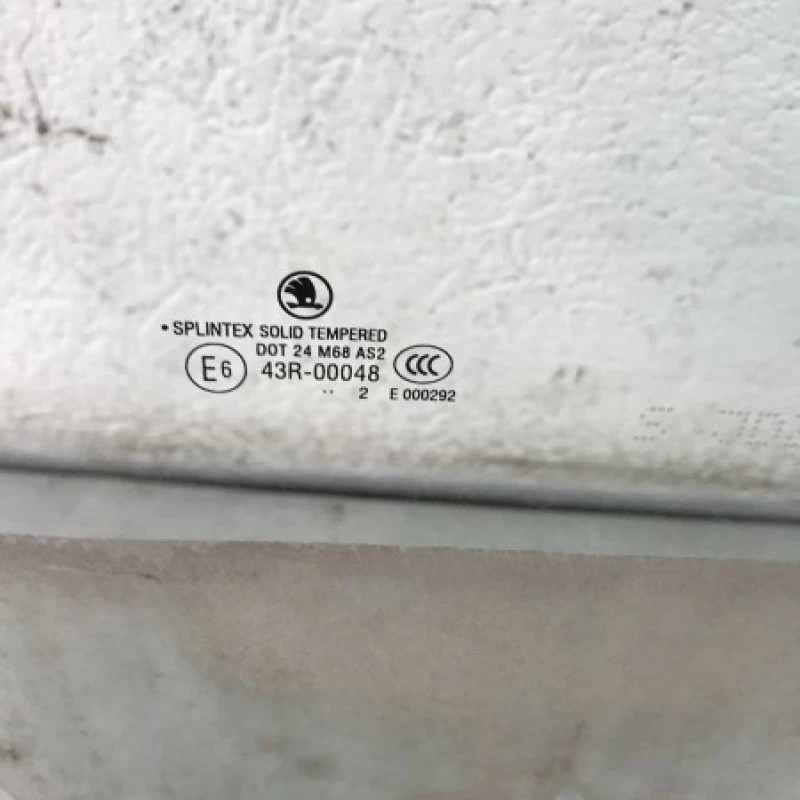 • SPLINTEX SOLID TEMPERED
DOT 24 M68 AS2
E6 43R-00048 CCC
.. 2 E 000292